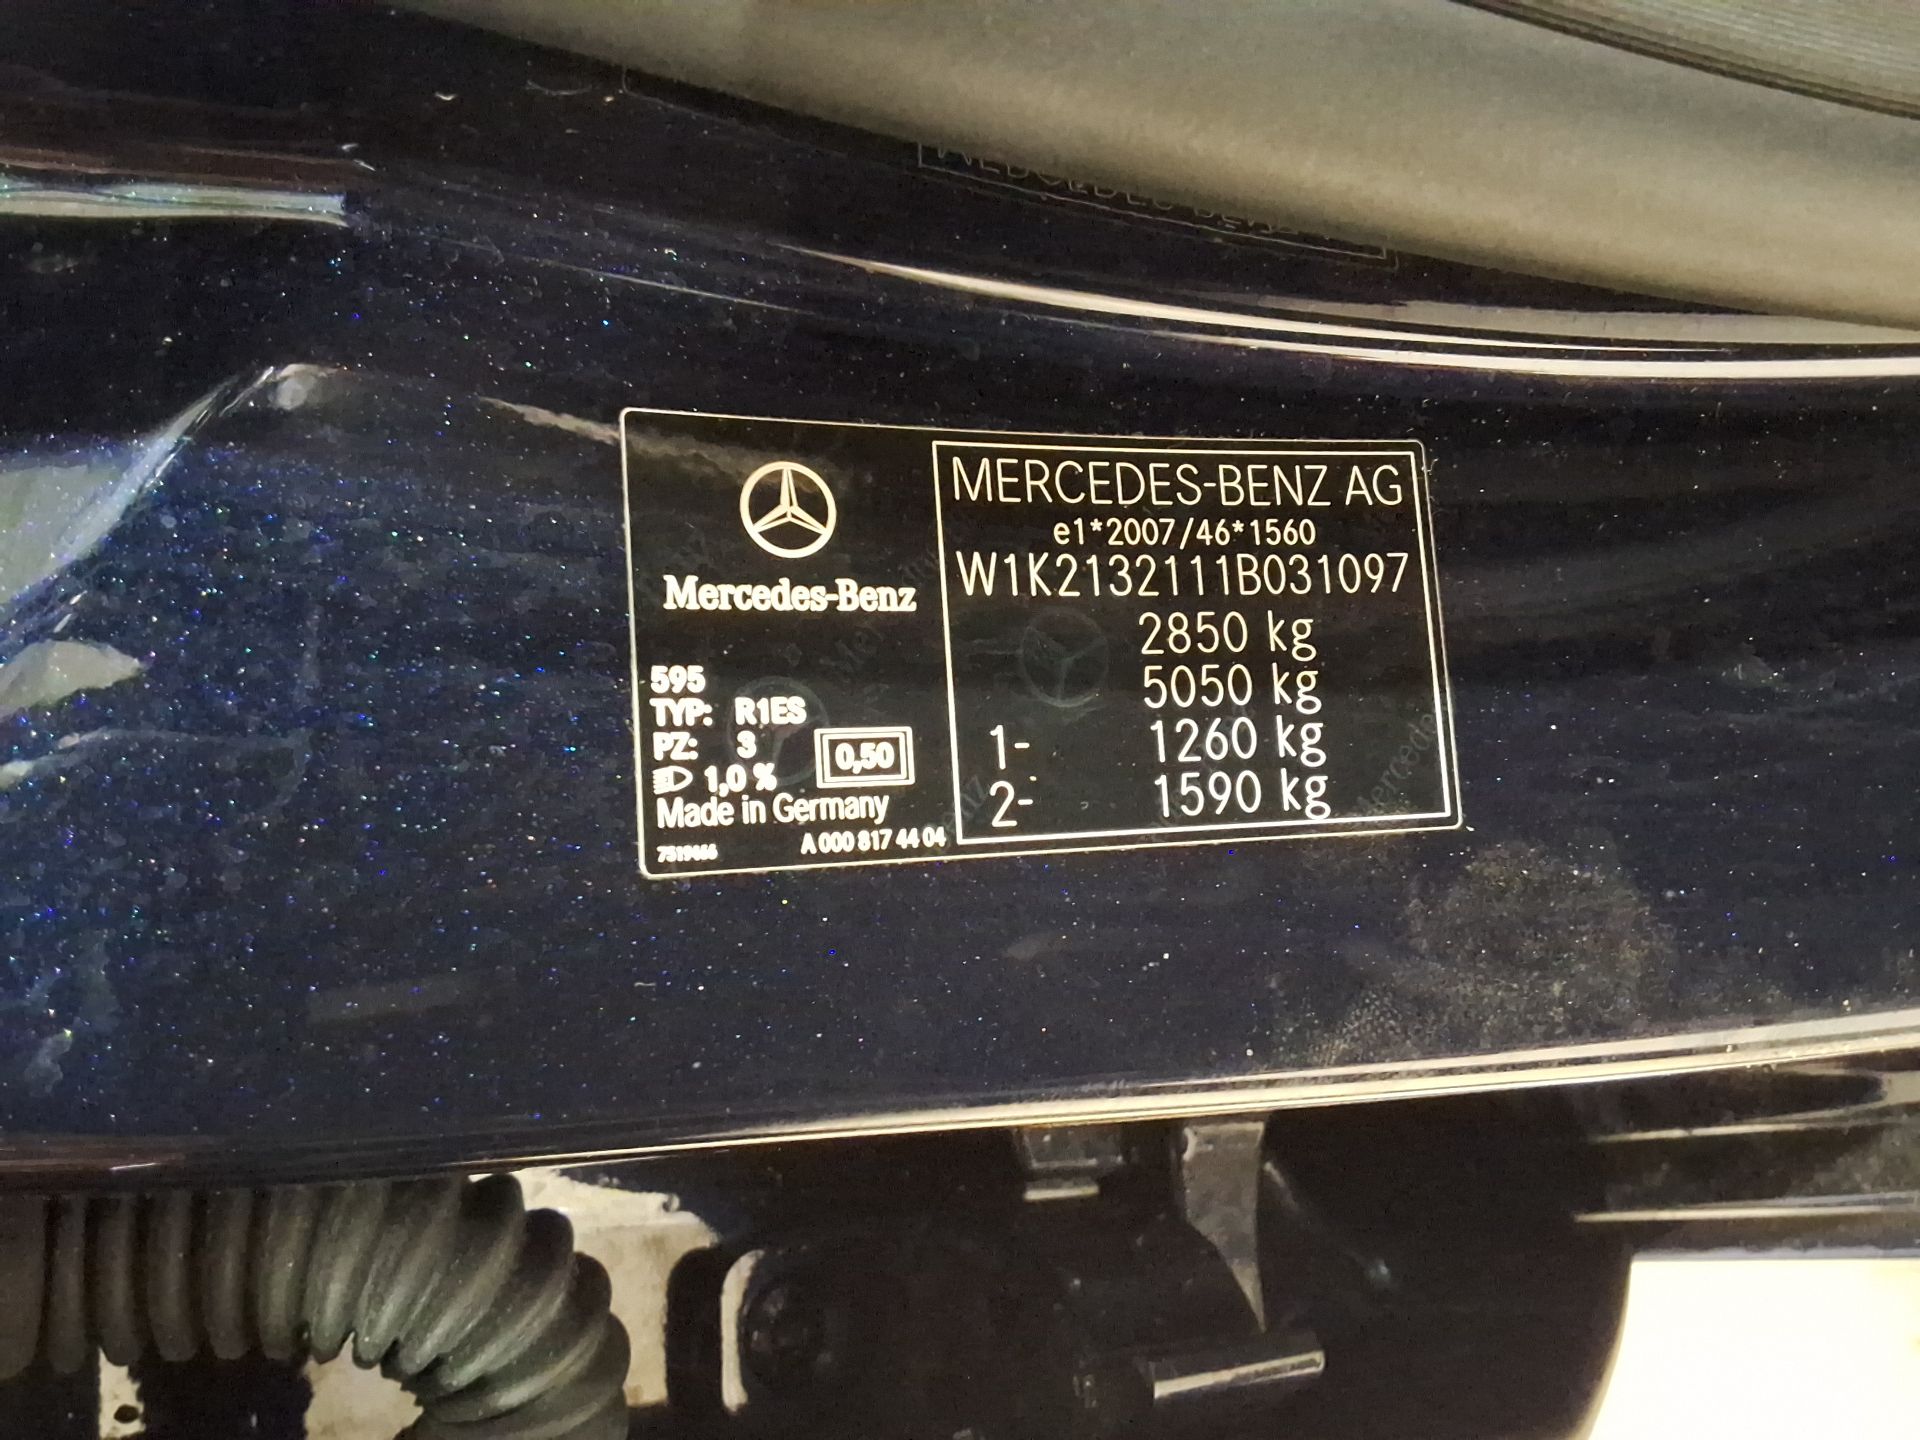 Mercedes-Benz
595
TYP: R1ES
PZ: 3
1,0 %
0,50
Made in Germany
7519466
A 000 817 44 04
MERCEDES-BENZ AG
e1*2007/46*1560
W1K2132111B031097
2850 kg
5050 kg
1- 1260 kg
2- 1590 kg